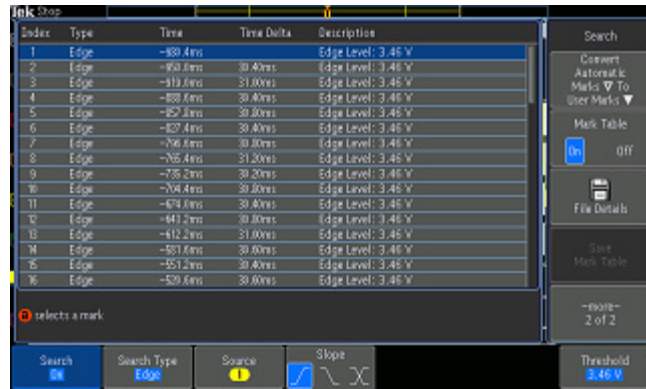 Tek Stop
Index Type Time Time Delta Description
1 Edge -980.4ms Edge Level: 3.46 V
2 Edge -950.0ms 30.40ms Edge Level: 3.46 V
3 Edge -919.0ms 31.00ms Edge Level: 3.46 V
4 Edge -888.6ms 30.40ms Edge Level: 3.46 V
5 Edge -857.8ms 30.80ms Edge Level: 3.46 V
6 Edge -827.4ms 30.40ms Edge Level: 3.46 V
7 Edge -796.6ms 30.80ms Edge Level: 3.46 V
8 Edge -765.4ms 31.20ms Edge Level: 3.46 V
9 Edge -735.2ms 30.20ms Edge Level: 3.46 V
10 Edge -704.4ms 30.80ms Edge Level: 3.46 V
11 Edge -674.0ms 30.40ms Edge Level: 3.46 V
12 Edge -643.2ms 30.80ms Edge Level: 3.46 V
13 Edge -612.2ms 31.00ms Edge Level: 3.46 V
14 Edge -581.6ms 30.60ms Edge Level: 3.46 V
15 Edge -551.2ms 30.40ms Edge Level: 3.46 V
16 Edge -520.6ms 30.60ms Edge Level: 3.46 V
a selects a mark
Search
Convert
Automatic
Marks ▽ To
User Marks ▼
Mark Table
On Off
File Details
Save
Mark Table
-more-
2 of 2
Search
On
Search Type
Edge
Source
1
Slope
Threshold
3.46 V